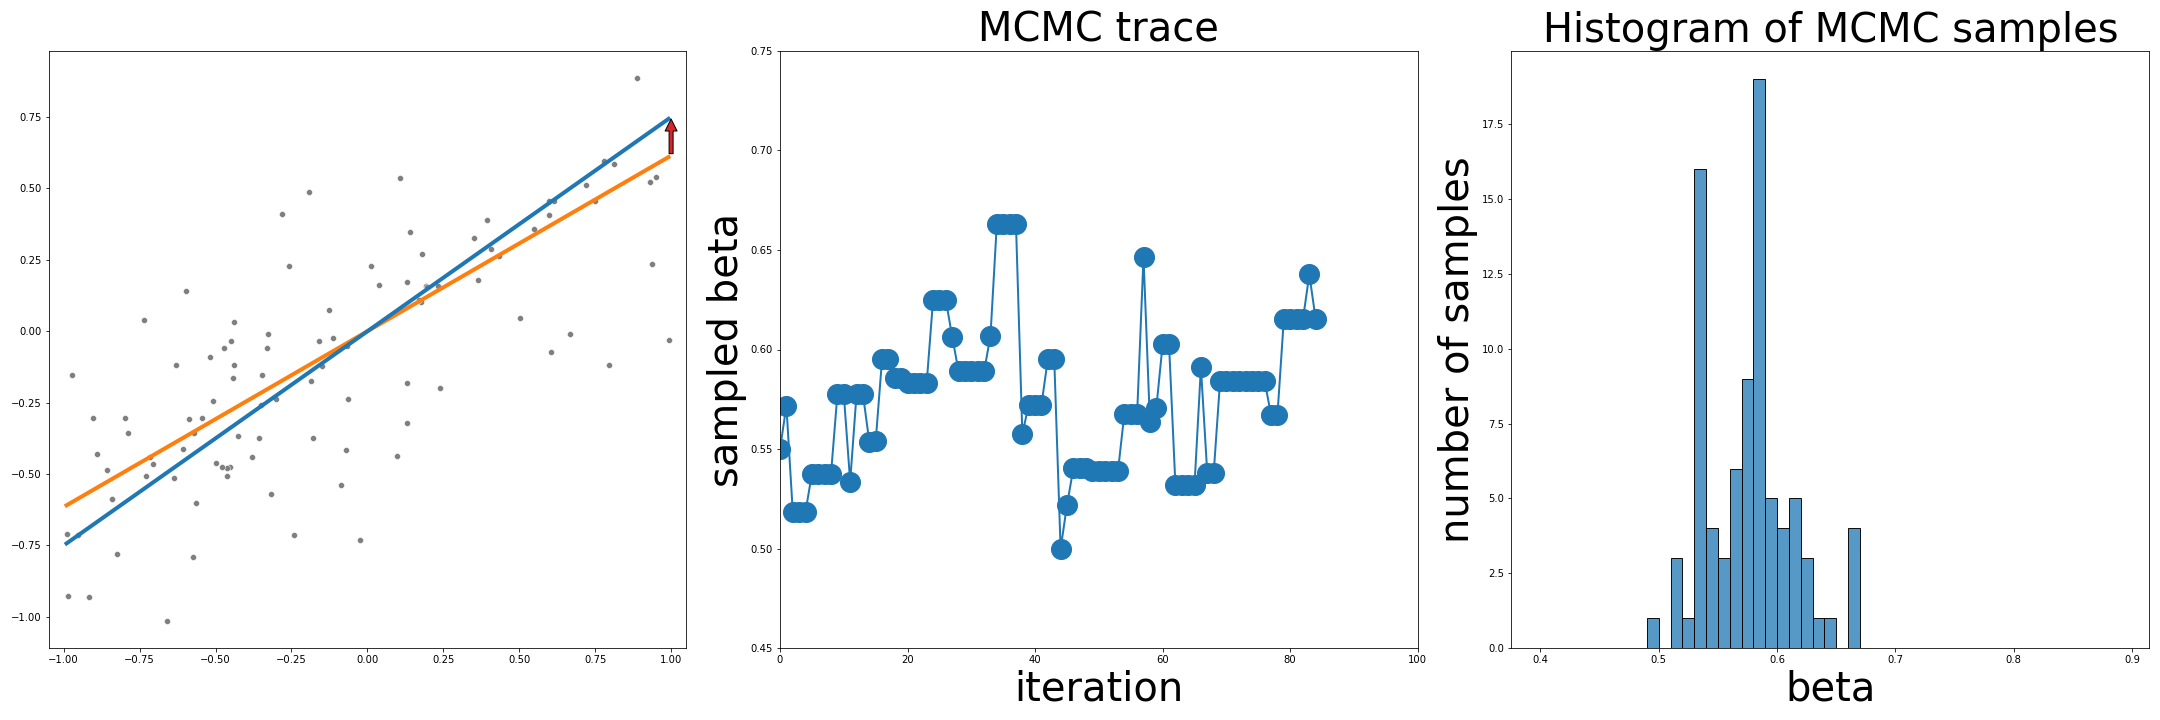 MCMC trace
Histogram of MCMC samples
0.75
0.50
0.25
0.00
−0.25
−0.50
−0.75
−1.00
−1.00 −0.75 −0.50 −0.25 0.00 0.25 0.50 0.75 1.00
sampled beta
0.75
0.70
0.65
0.60
0.55
0.50
0.45
0 20 40 60 80 100
iteration
number of samples
17.5
15.0
12.5
10.0
7.5
5.0
2.5
0.0
0.4 0.5 0.6 0.7 0.8 0.9
beta